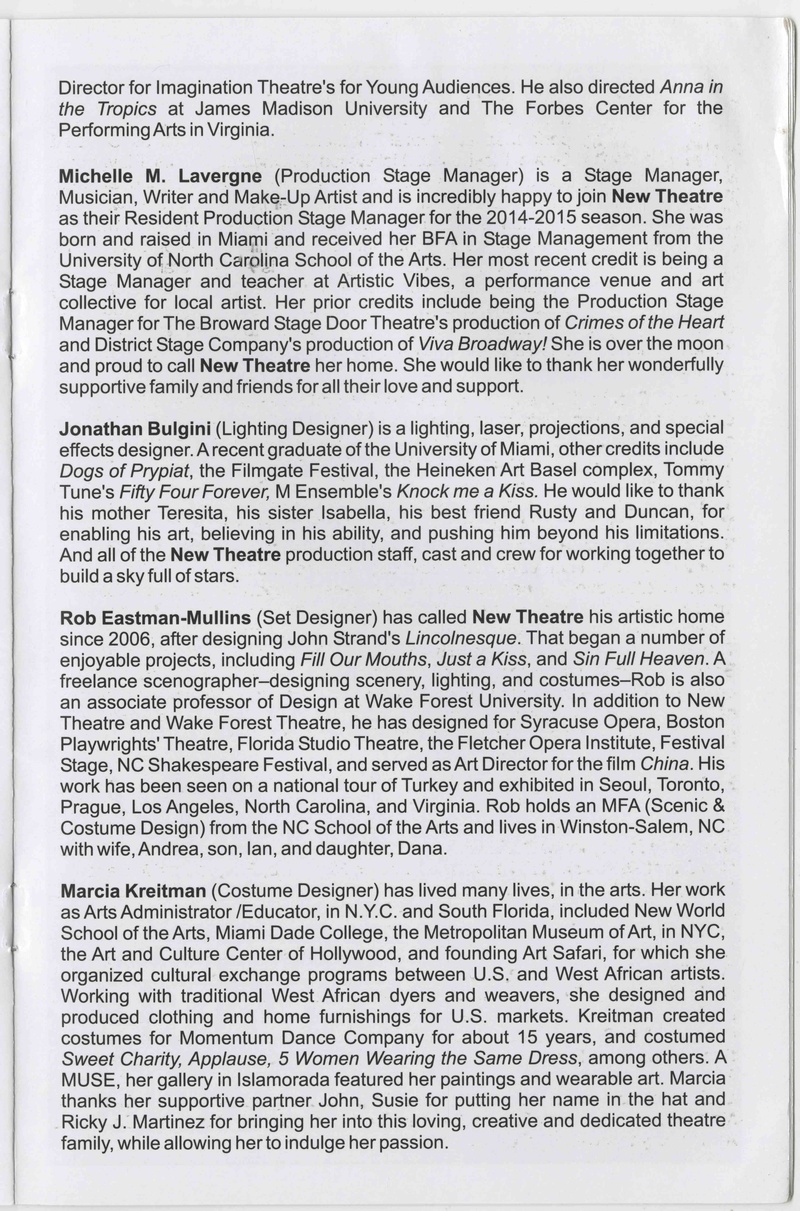 Director for Imagination Theatre's for Young Audiences. He also directed Anna in
the Tropics at James Madison University and The Forbes Center for the
Performing Arts in Virginia.
Michelle M. Lavergne (Production Stage Manager) is a Stage Manager,
Musician, Writer and Make-Up Artist and is incredibly happy to join New Theatre
as their Resident Production Stage Manager for the 2014-2015 season. She was
born and raised in Miami and received her BFA in Stage Management from the
University of North Carolina School of the Arts. Her most recent credit is being a
Stage Manager and teacher at Artistic Vibes, a performance venue and art
collective for local artist. Her prior credits include being the Production Stage
Manager for The Broward Stage Door Theatre's production of Crimes of the Heart
and District Stage Company's production of Viva Broadway! She is over the moon
and proud to call New Theatre her home. She would like to thank her wonderfully
supportive family and friends for all their love and support.
Jonathan Bulgini (Lighting Designer) is a lighting, laser, projections, and special
effects designer. A recent graduate of the University of Miami, other credits include
Dogs of Prypiat, the Filmgate Festival, the Heineken Art Basel complex, Tommy
Tune's Fifty Four Forever, M Ensemble's Knock me a Kiss. He would like to thank
his mother Teresita, his sister Isabella, his best friend Rusty and Duncan, for
enabling his art, believing in his ability, and pushing him beyond his limitations.
And all of the New Theatre production staff, cast and crew for working together to
build a sky full of stars.
Rob Eastman-Mullins (Set Designer) has called New Theatre his artistic home
since 2006, after designing John Strand's Lincolnesque. That began a number of
enjoyable projects, including Fill Our Mouths, Just a Kiss, and Sin Full Heaven. A
freelance scenographer–designing scenery, lighting, and costumes–Rob is also
an associate professor of Design at Wake Forest University. In addition to New
Theatre and Wake Forest Theatre, he has designed for Syracuse Opera, Boston
Playwrights' Theatre, Florida Studio Theatre, the Fletcher Opera Institute, Festival
Stage, NC Shakespeare Festival, and served as Art Director for the film China. His
work has been seen on a national tour of Turkey and exhibited in Seoul, Toronto,
Prague, Los Angeles, North Carolina, and Virginia. Rob holds an MFA (Scenic &
Costume Design) from the NC School of the Arts and lives in Winston-Salem, NC
with wife, Andrea, son, Ian, and daughter, Dana.
Marcia Kreitman (Costume Designer) has lived many lives, in the arts. Her work
as Arts Administrator /Educator, in N.Y.C. and South Florida, included New World
School of the Arts, Miami Dade College, the Metropolitan Museum of Art, in NYC,
the Art and Culture Center of Hollywood, and founding Art Safari, for which she
organized cultural exchange programs between U.S. and West African artists.
Working with traditional West African dyers and weavers, she designed and
produced clothing and home furnishings for U.S. markets. Kreitman created
costumes for Momentum Dance Company for about 15 years, and costumed
Sweet Charity, Applause, 5 Women Wearing the Same Dress, among others. A
MUSE, her gallery in Islamorada featured her paintings and wearable art. Marcia
thanks her supportive partner John, Susie for putting her name in the hat and
Ricky J. Martinez for bringing her into this loving, creative and dedicated theatre
family, while allowing her to indulge her passion.